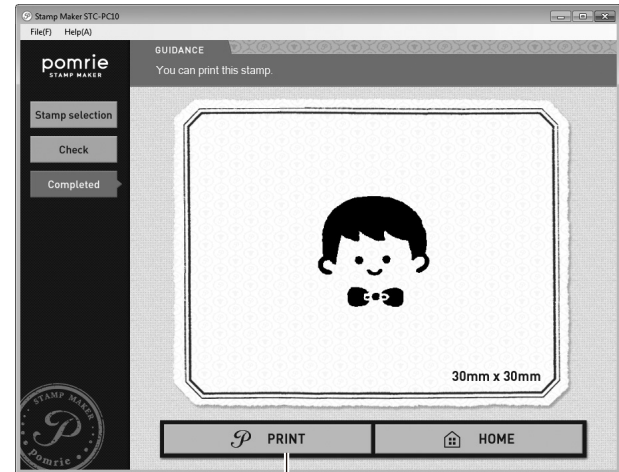 Stamp Maker STC-PC10
File(F) Help(A)
pomrie
STAMP MAKER
GUIDANCE
You can print this stamp.
Stamp selection
Check
Completed
30mm x 30mm
STAMP MAKER
P
Pomrie
P PRINT
HOME